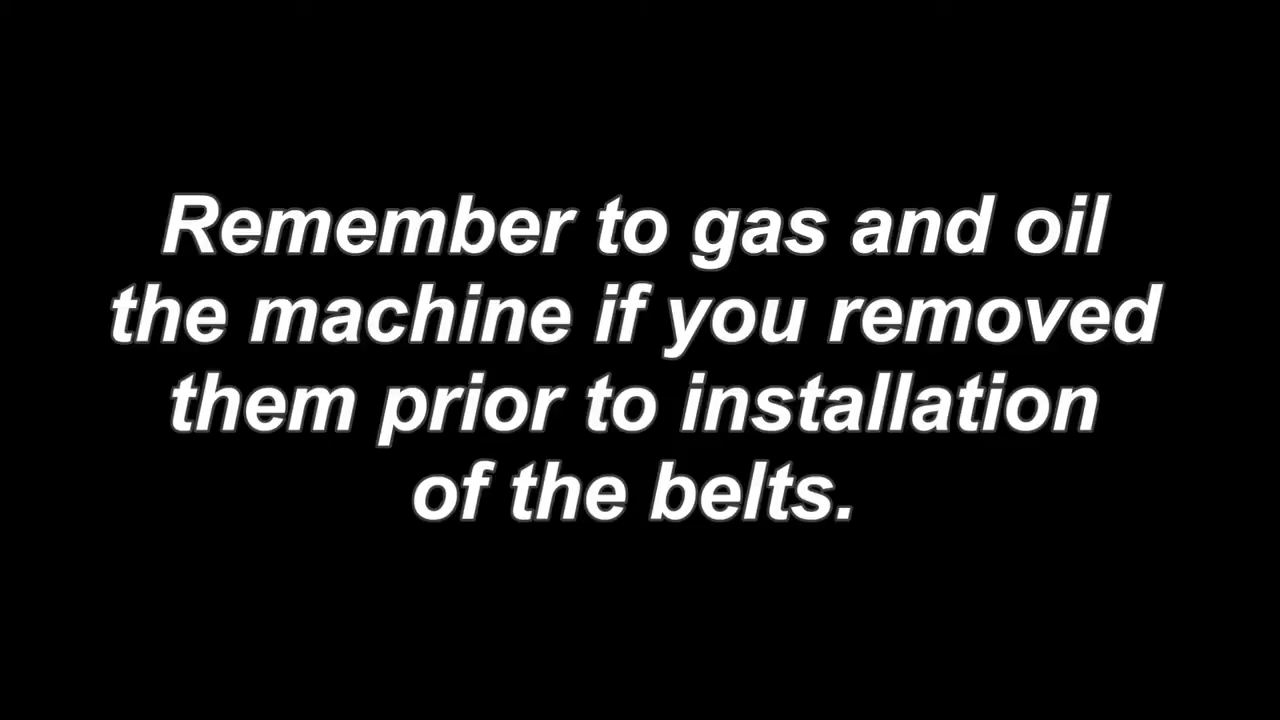 Remember to gas and oil
the machine if you removed
them prior to installation
of the belts.